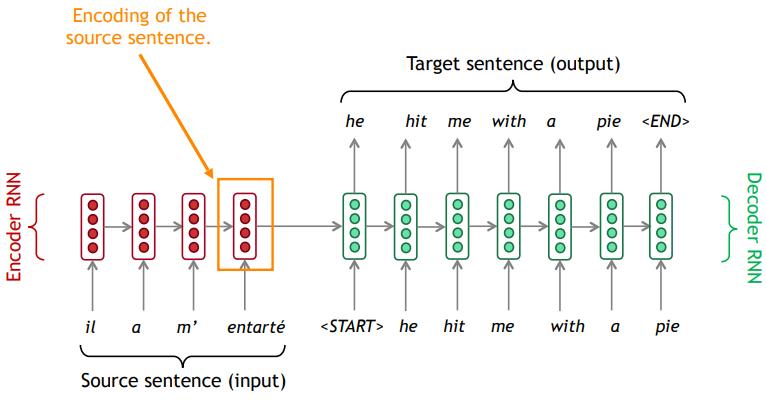 Encoding of the
source sentence.
Target sentence (output)
he hit me with a pie <END>
Encoder RNN
Decoder RNN
il a m’ entarté
<START> he hit me with a pie
Source sentence (input)